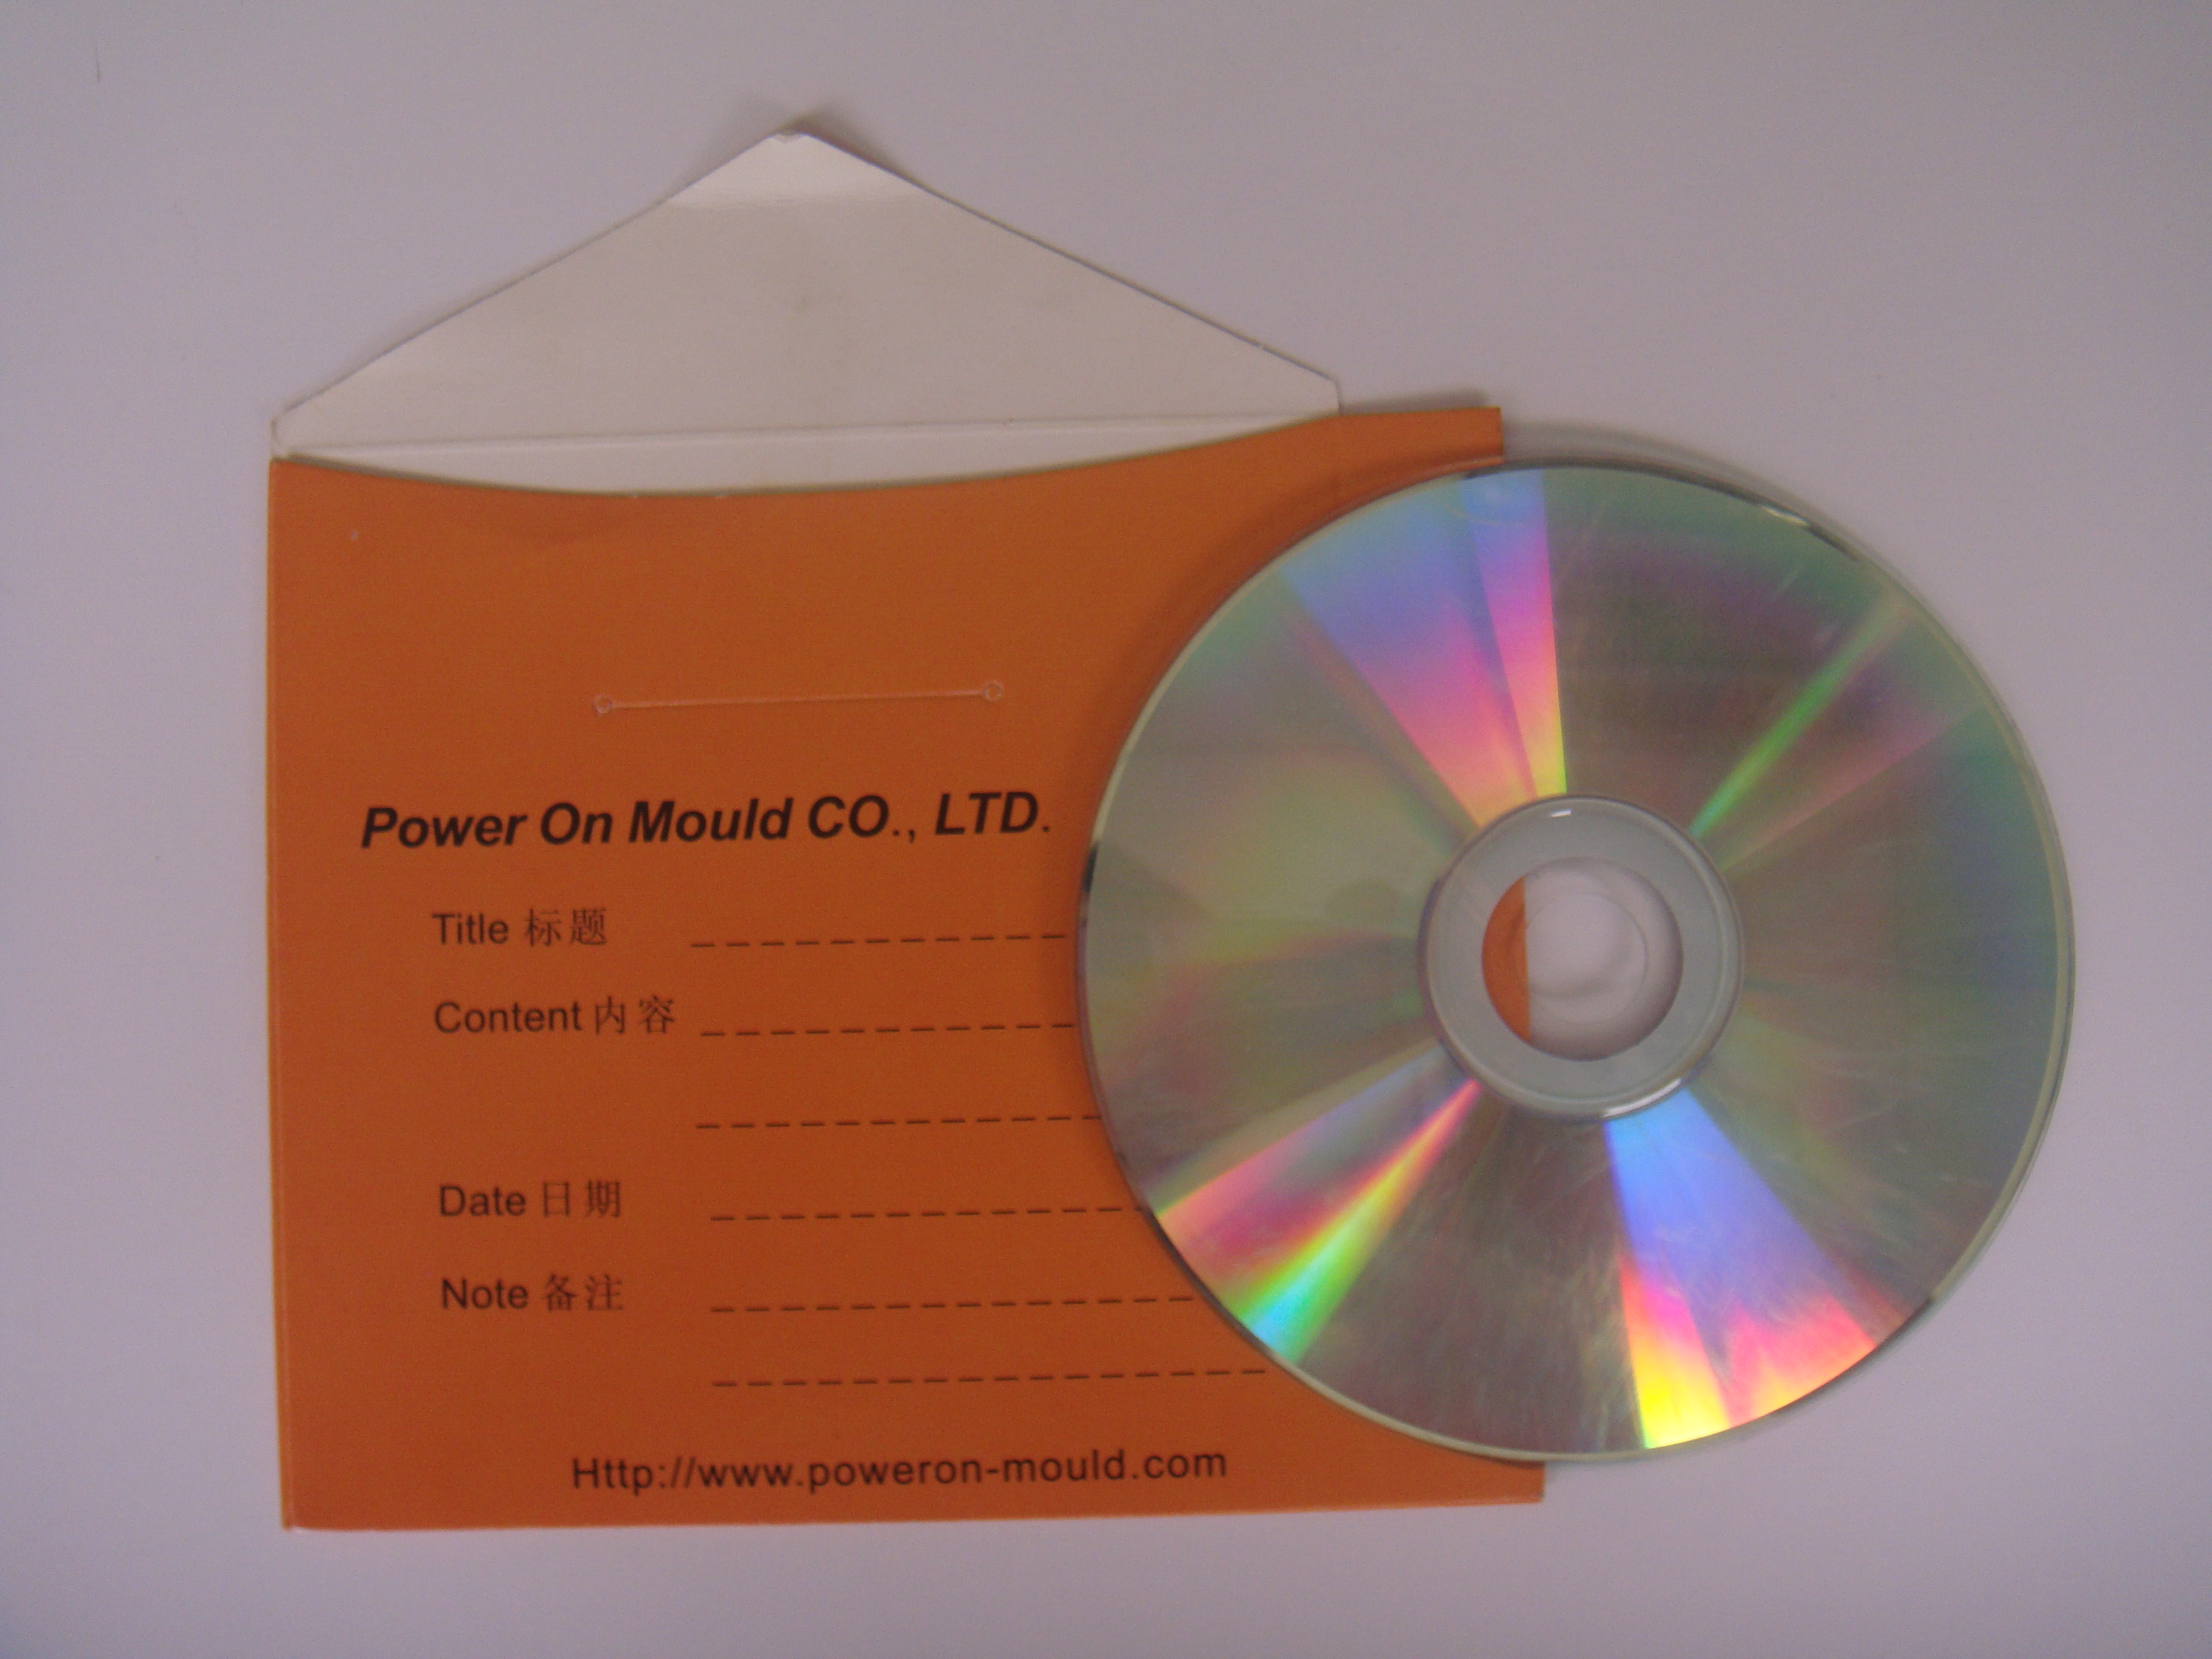 Power On Mould CO., LTD.
Title 标题
Content 内容
Date 日期
Note 备注
Http://www.poweron-mould.com